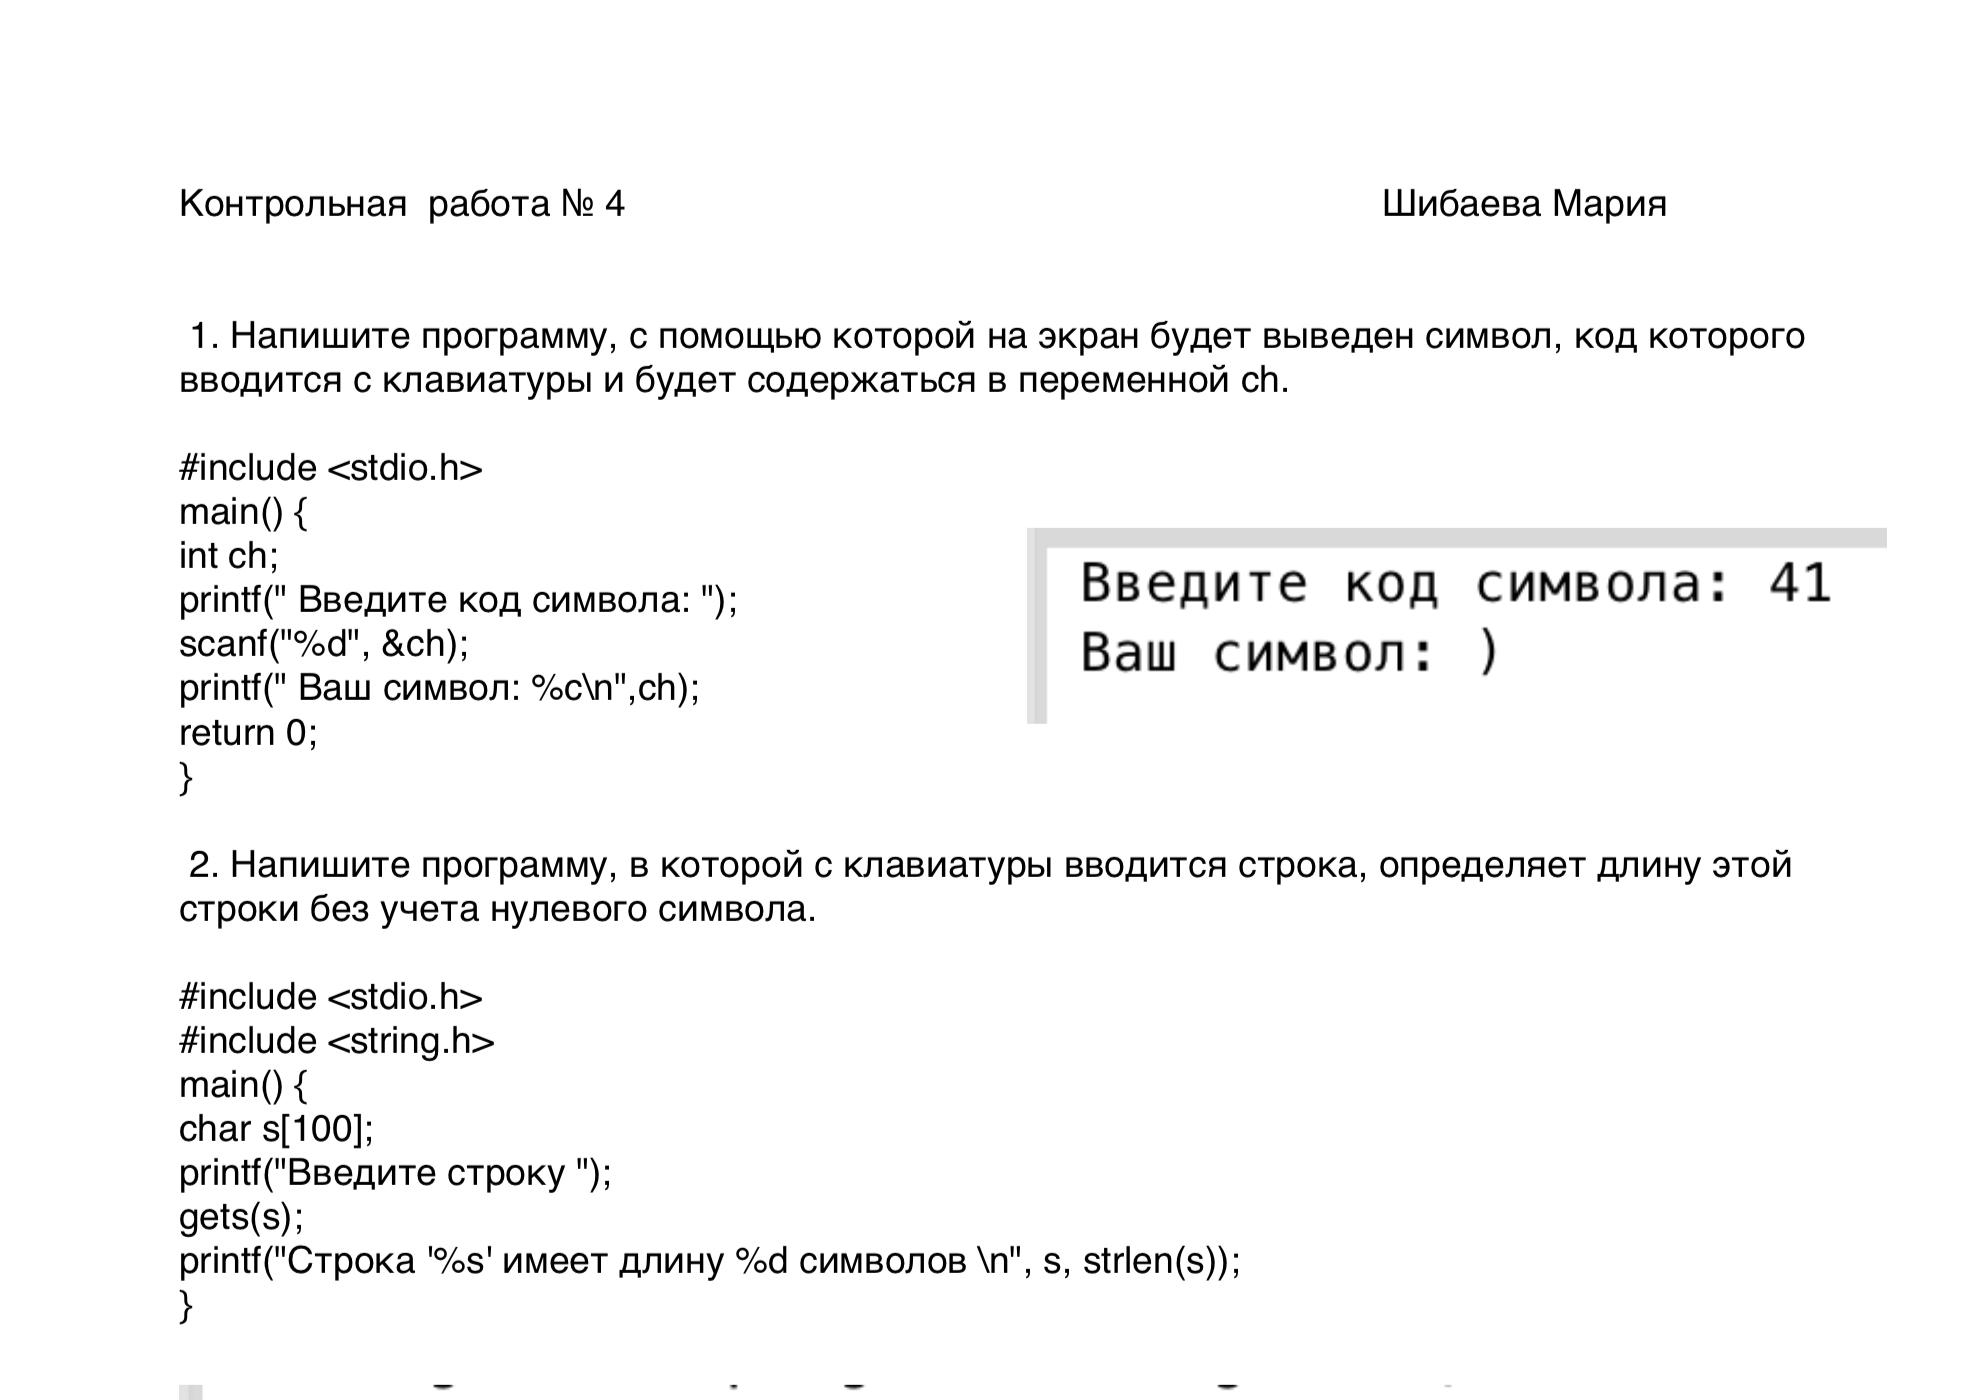 Контрольная  работа № 4 Шибаева Мария
1. Напишите программу, с помощью которой на экран будет выведен символ, код которого
вводится с клавиатуры и будет содержаться в переменной ch.
#include <stdio.h>
main() {
int ch;
printf(" Введите код символа: ");
scanf("%d", &ch);
printf(" Ваш символ: %c\n",ch);
return 0;
}
Введите код символа: 41
Ваш символ: )
2. Напишите программу, в которой с клавиатуры вводится строка, определяет длину этой
строки без учета нулевого символа.
#include <stdio.h>
#include <string.h>
main() {
char s[100];
printf("Введите строку ");
gets(s);
printf("Строка '%s' имеет длину %d символов \n", s, strlen(s));
}